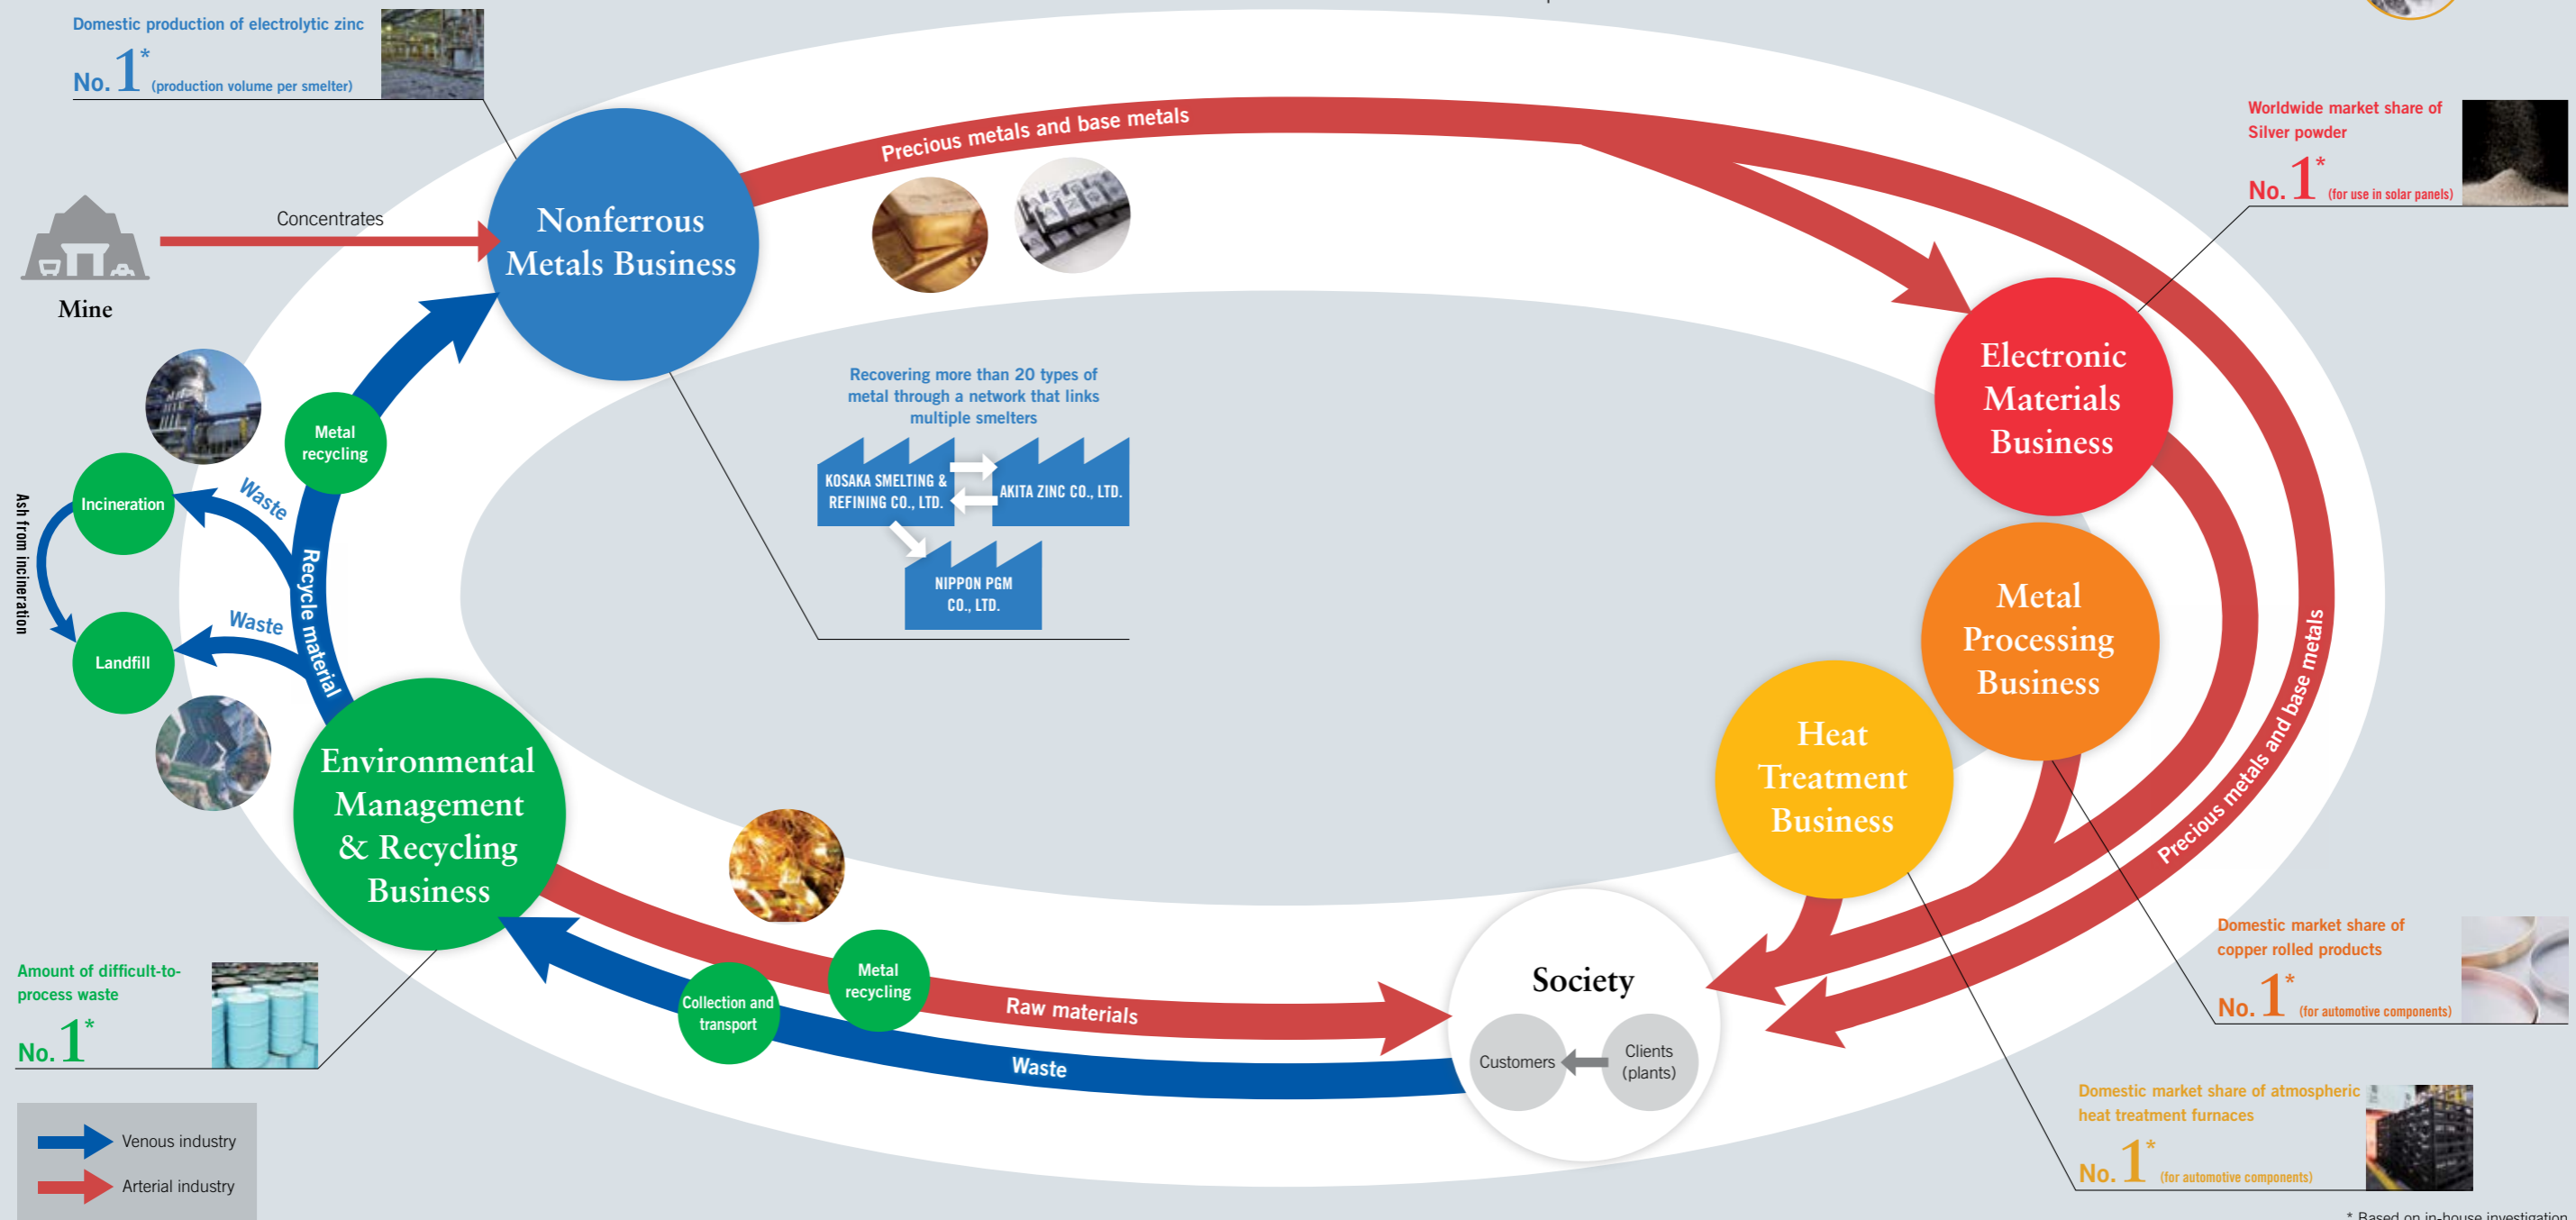 Domestic production of electrolytic zinc
No. 1* (production volume per smelter)
Worldwide market share of
Silver powder
No. 1* (for use in solar panels)
Precious metals and base metals
Concentrates
Nonferrous
Metals Business
Mine
Recovering more than 20 types of
metal through a network that links
multiple smelters
KOSAKA SMELTING &
REFINING CO., LTD.
AKITA ZINC CO., LTD.
NIPPON PGM
CO., LTD.
Electronic
Materials
Business
Metal
recycling
Incineration
Waste
Ash from incineration
Recycle material
Waste
Landfill
Metal
Processing
Business
Heat
Treatment
Business
Precious metals and base metals
Environmental
Management
& Recycling
Business
Metal
recycling
Collection and
transport
Raw materials
Waste
Society
Customers
Clients
(plants)
Domestic market share of
copper rolled products
No. 1* (for automotive components)
Amount of difficult-to-
process waste
No. 1*
Domestic market share of atmospheric
heat treatment furnaces
No. 1* (for automotive components)
Venous industry
Arterial industry
* Based on in-house investigation